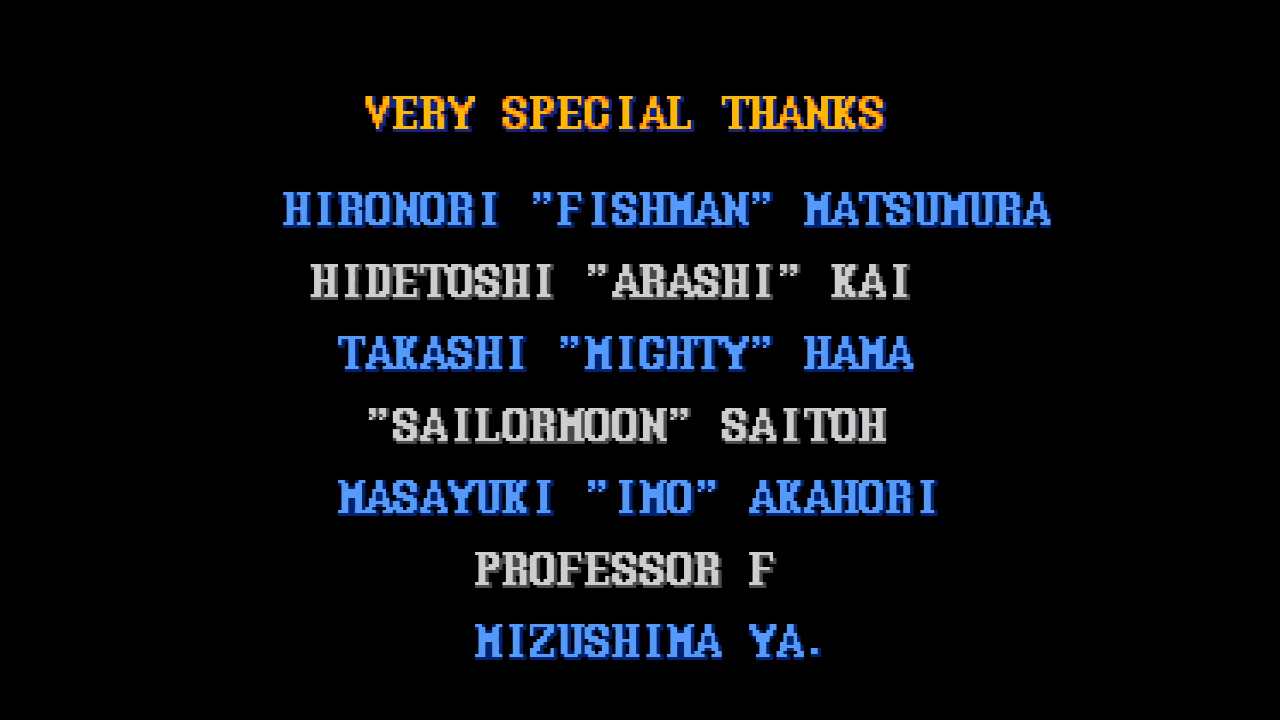 VERY SPECIAL THANKS
HIRONORI "FISHMAN" MATSUMURA
HIDETOSHI "ARASHI" KAI
TAKASHI "MIGHTY" HAMA
"SAILORMOON" SAITOH
MASAYUKI "IMO" AKAHORI
PROFESSOR F
MIZUSHIMA YA.